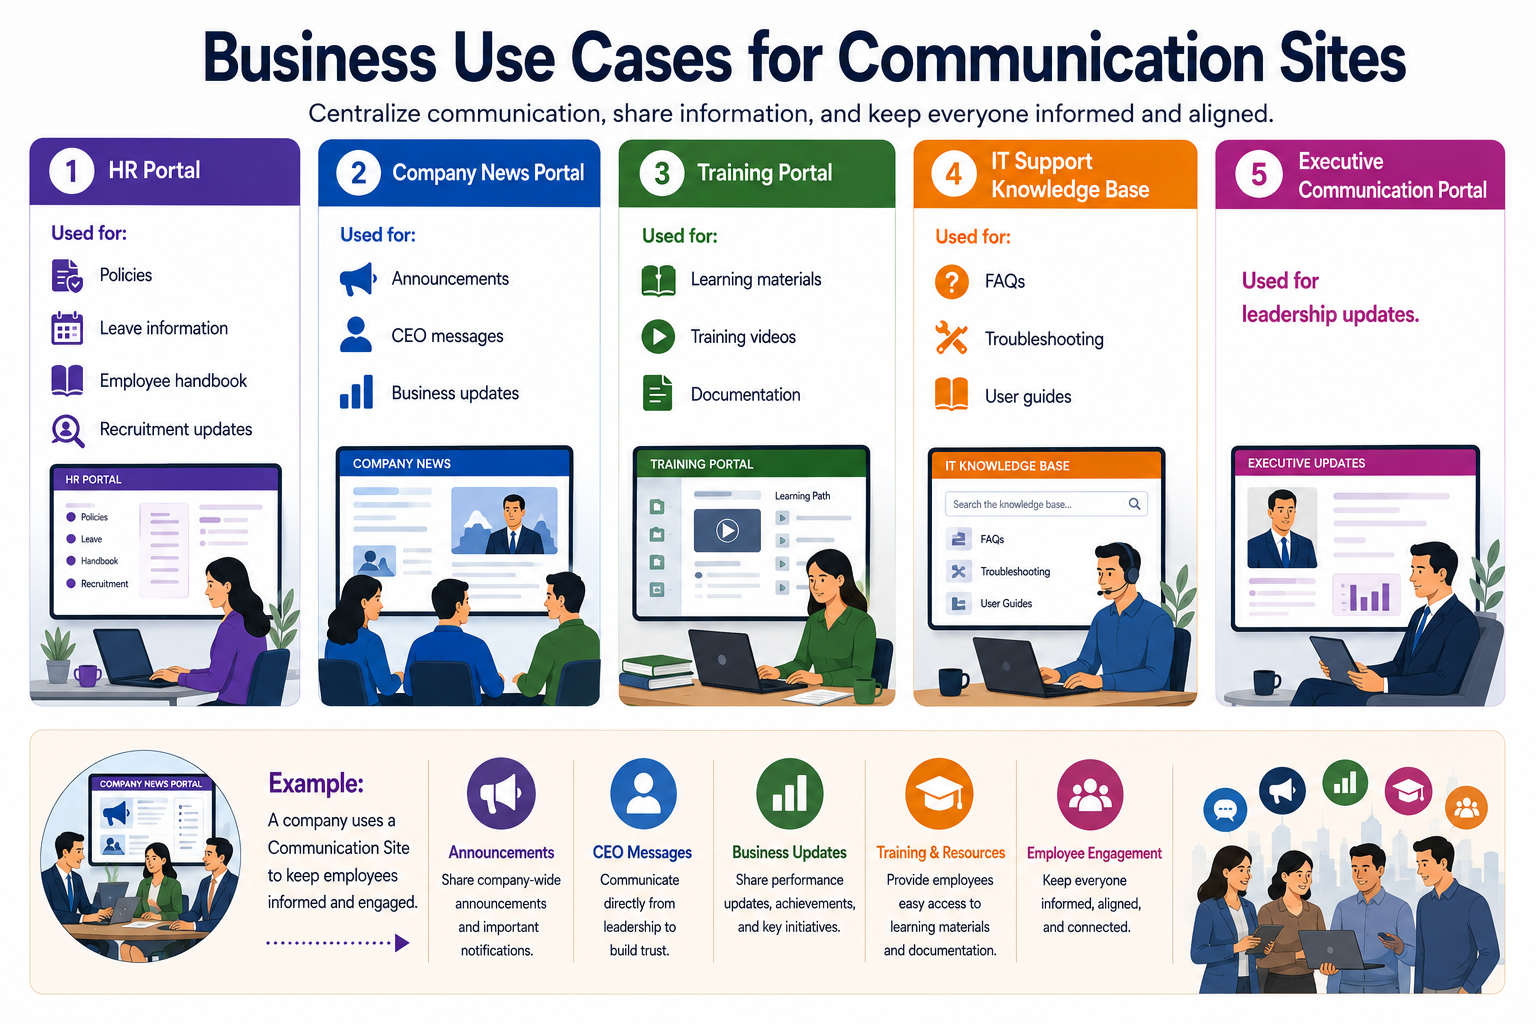 Business Use Cases for Communication Sites
Centralize communication, share information, and keep everyone informed and aligned.
1 HR Portal
Used for:
Policies
Leave information
Employee handbook
Recruitment updates
HR PORTAL
Policies
Leave
Handbook
Recruitment
2 Company News Portal
Used for:
Announcements
CEO messages
Business updates
COMPANY NEWS
3 Training Portal
Used for:
Learning materials
Training videos
Documentation
TRAINING PORTAL
Learning Path
4 IT Support
Knowledge Base
Used for:
FAQs
Troubleshooting
User guides
IT KNOWLEDGE BASE
Search the knowledge base...
FAQs
Troubleshooting
User Guides
5 Executive
Communication Portal
Used for
leadership updates.
EXECUTIVE UPDATES
COMPANY NEWS PORTAL
Example:
A company uses a
Communication Site
to keep employees
informed and engaged.
Announcements
Share company-wide
announcements
and important
notifications.
CEO Messages
Communicate
directly from
leadership to
build trust.
Business Updates
Share performance
updates, achievements,
and key initiatives.
Training & Resources
Provide employees
easy access to
learning materials
and documentation.
Employee Engagement
Keep everyone
informed, aligned,
and connected.